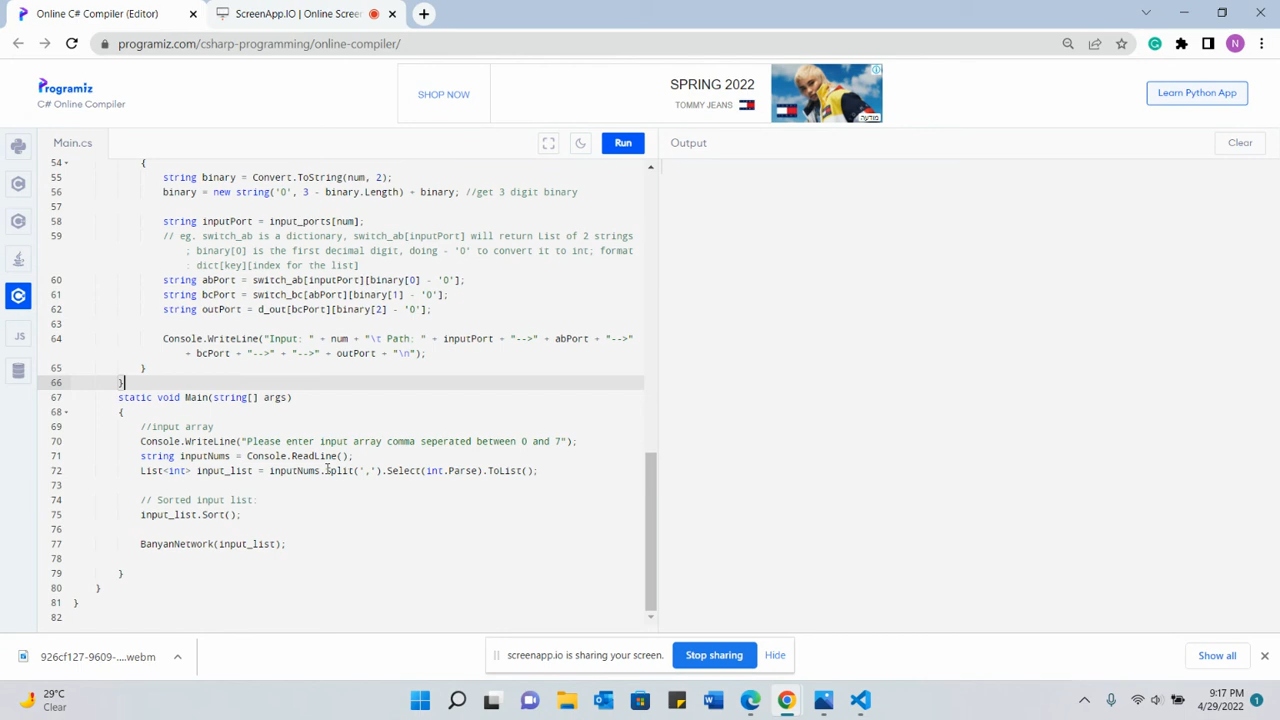 Online C# Compiler (Editor)
ScreenApp.IO | Online Screen
programiz.com/csharp-programming/online-compiler/
N
Programiz
C# Online Compiler
SHOP NOW
SPRING 2022
TOMMY JEANS
מודעה
Learn Python App
Main.cs
Run
Output
Clear
54 {
55 string binary = Convert.ToString(num, 2);
56 binary = new string('0', 3 - binary.Length) + binary; //get 3 digit binary
57
58 string inputPort = input_ports[num];
59 // eg. switch_ab is a dictionary, switch_ab[inputPort] will return List of 2 strings
; binary[0] is the first decimal digit, doing - '0' to convert it to int; format
: dict[key][index for the list]
60 string abPort = switch_ab[inputPort][binary[0] - '0'];
61 string bcPort = switch_bc[abPort][binary[1] - '0'];
62 string outPort = d_out[bcPort][binary[2] - '0'];
63
64 Console.WriteLine("Input: " + num + "\t Path: " + inputPort + "-->" + abPort + "-->"
+ bcPort + "-->" + "-->" + outPort + "\n");
65 }
66 }
67 static void Main(string[] args)
68 {
69 //input array
70 Console.WriteLine("Please enter input array comma seperated between 0 and 7");
71 string inputNums = Console.ReadLine();
72 List<int> input_list = inputNums.Split(',').Select(int.Parse).ToList();
73
74 // Sorted input list:
75 input_list.Sort();
76
77 BanyanNetwork(input_list);
78
79 }
80 }
81 }
82
JS
926cf127-9609-....webm
screenapp.io is sharing your screen.
Stop sharing
Hide
Show all
29°C
Clear
9:17 PM
4/29/2022
1